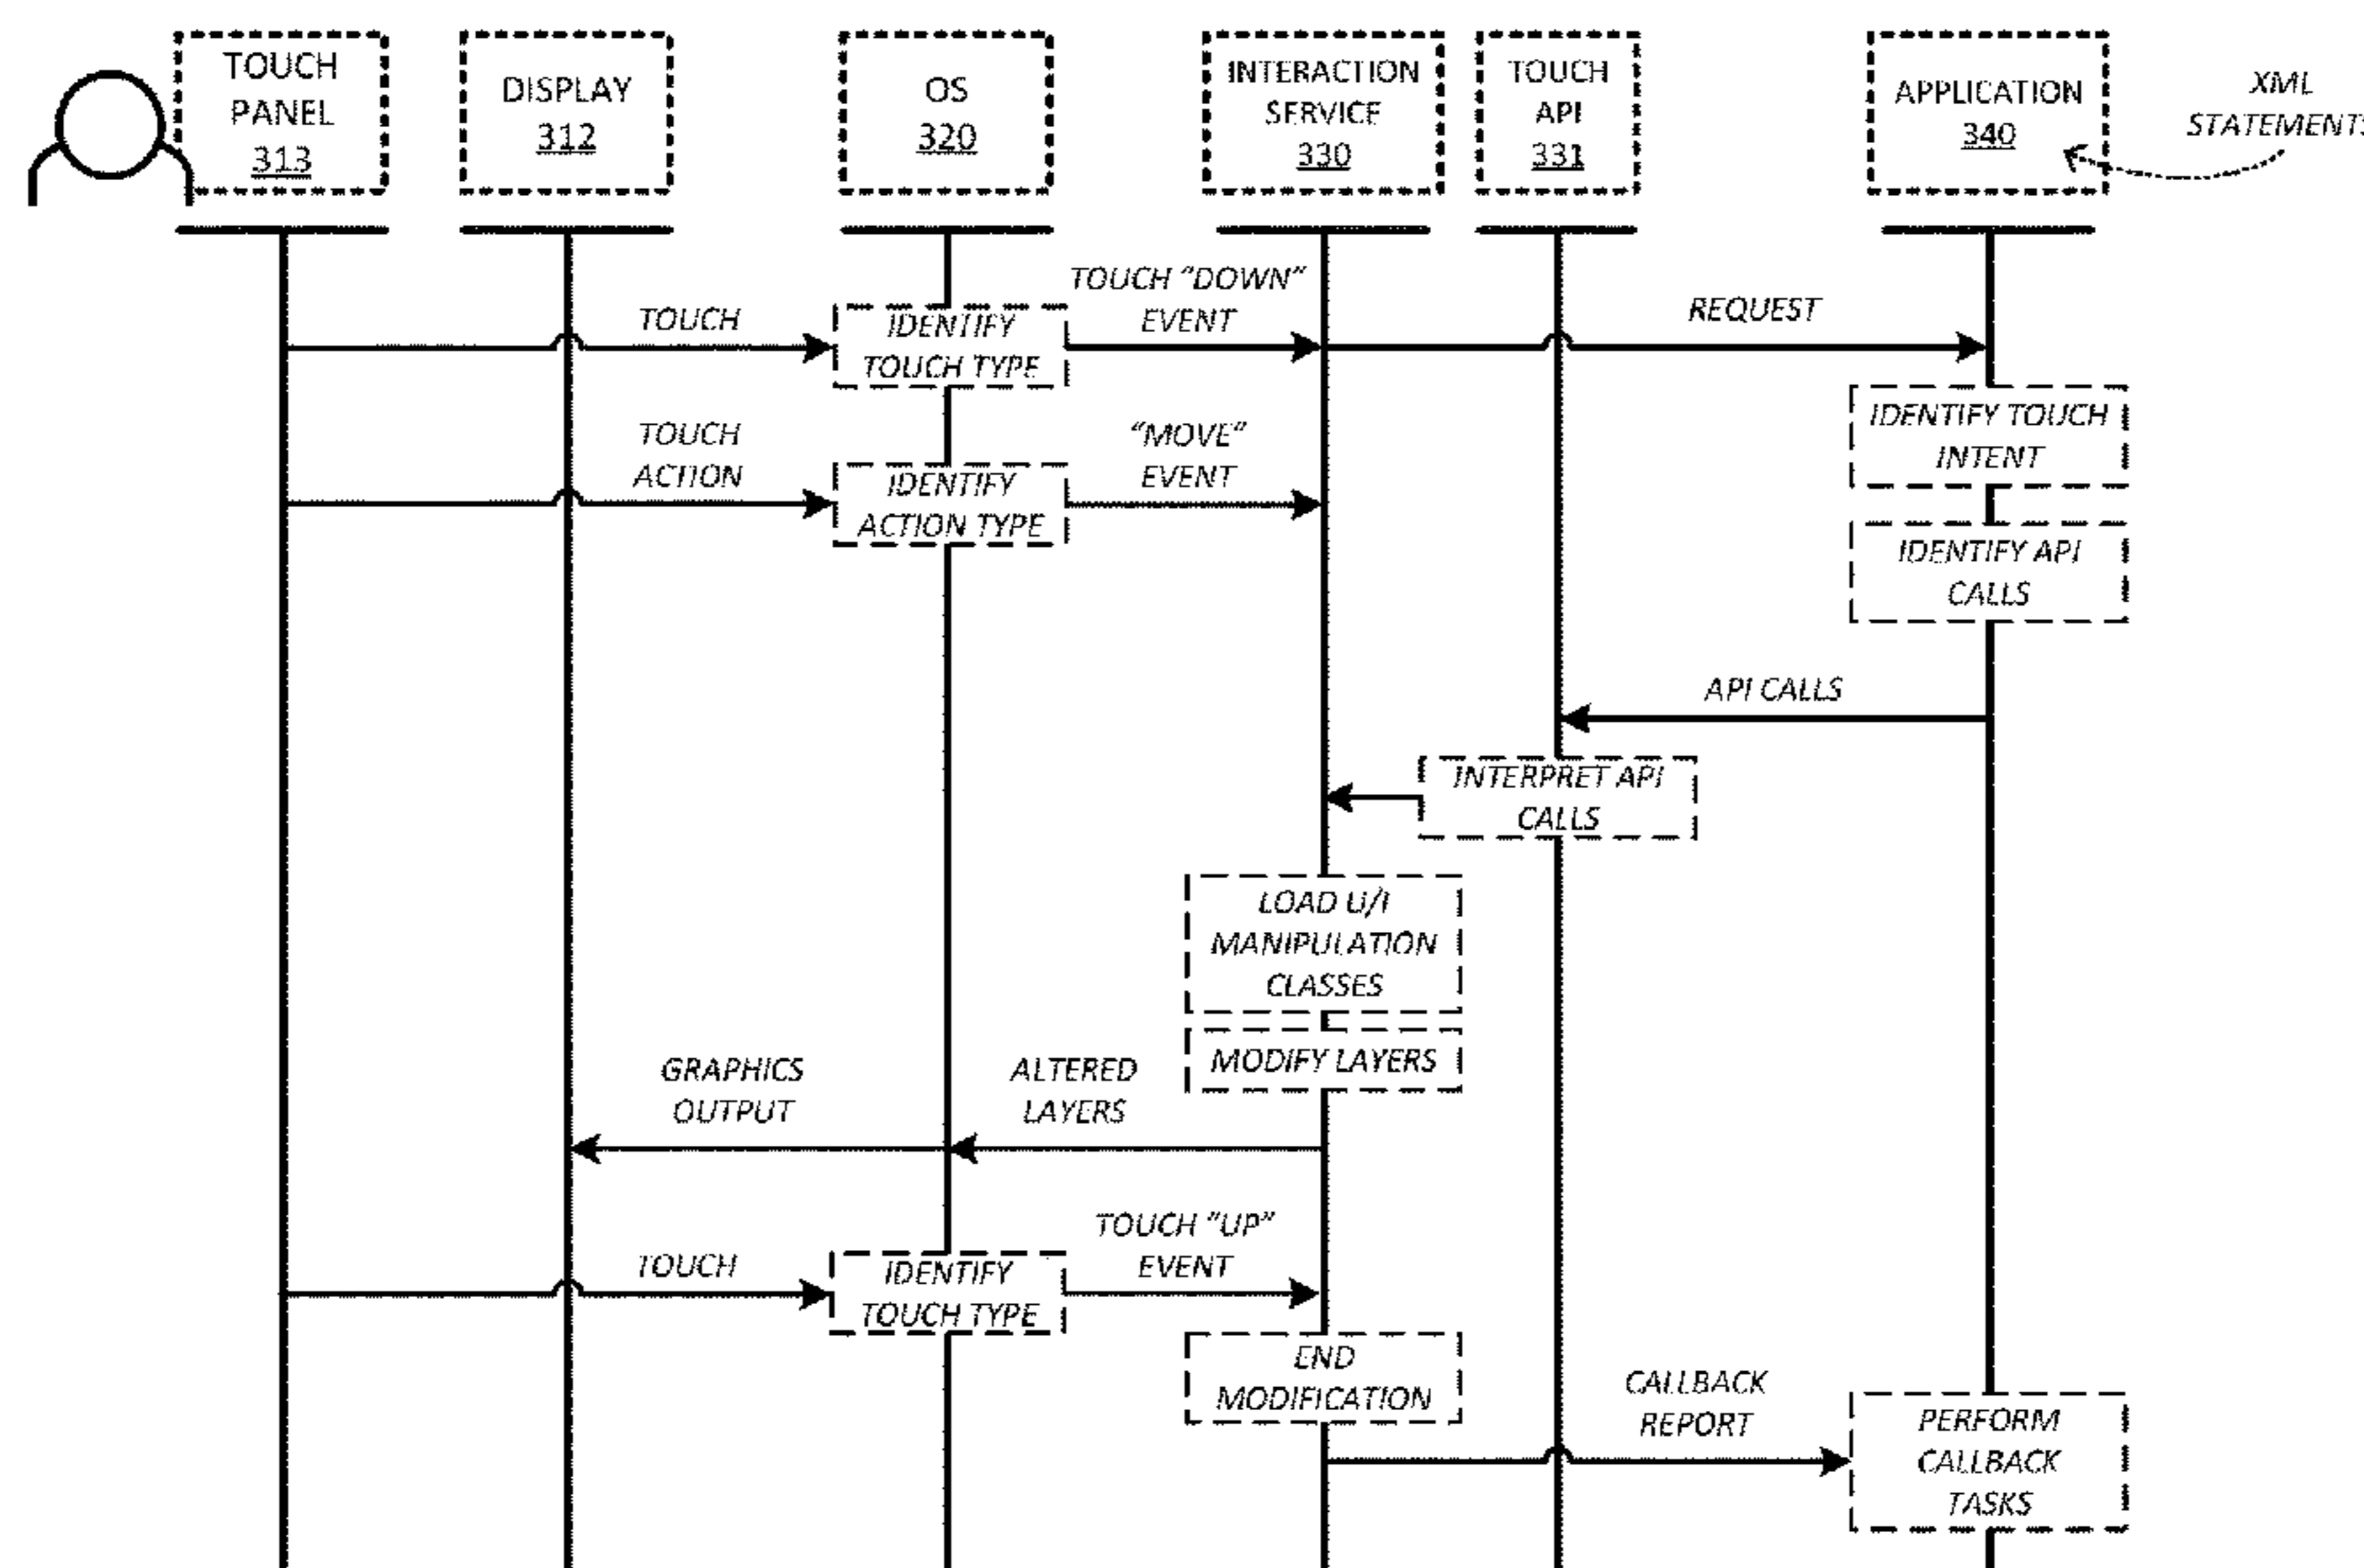 TOUCH
PANEL
313
DISPLAY
312
OS
320
INTERACTION
SERVICE
330
TOUCH
API
331
APPLICATION
340
XML
STATEMENTS
TOUCH
IDENTIFY
TOUCH TYPE
TOUCH “DOWN”
EVENT
REQUEST
TOUCH
ACTION
IDENTIFY
ACTION TYPE
“MOVE”
EVENT
IDENTIFY TOUCH
INTENT
IDENTIFY API
CALLS
API CALLS
INTERPRET API
CALLS
LOAD U/I
MANIPULATION
CLASSES
MODIFY LAYERS
GRAPHICS
OUTPUT
ALTERED
LAYERS
TOUCH
IDENTIFY
TOUCH TYPE
TOUCH “UP”
EVENT
END
MODIFICATION
CALLBACK
REPORT
PERFORM
CALLBACK
TASKS